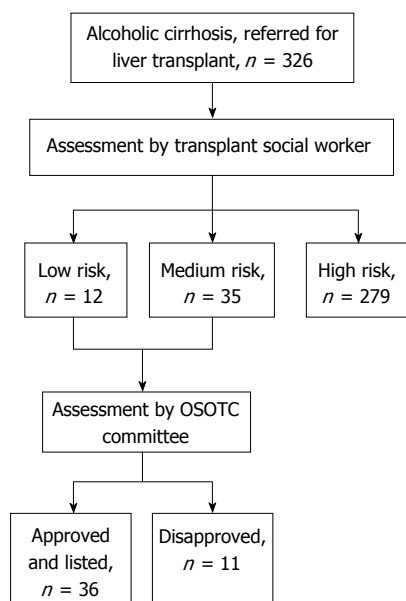 Alcoholic cirrhosis, referred for
liver transplant, n = 326
Assessment by transplant social worker
Low risk,
n = 12
Medium risk,
n = 35
High risk,
n = 279
Assessment by OSOTC
committee
Approved
and listed,
n = 36
Disapproved,
n = 11